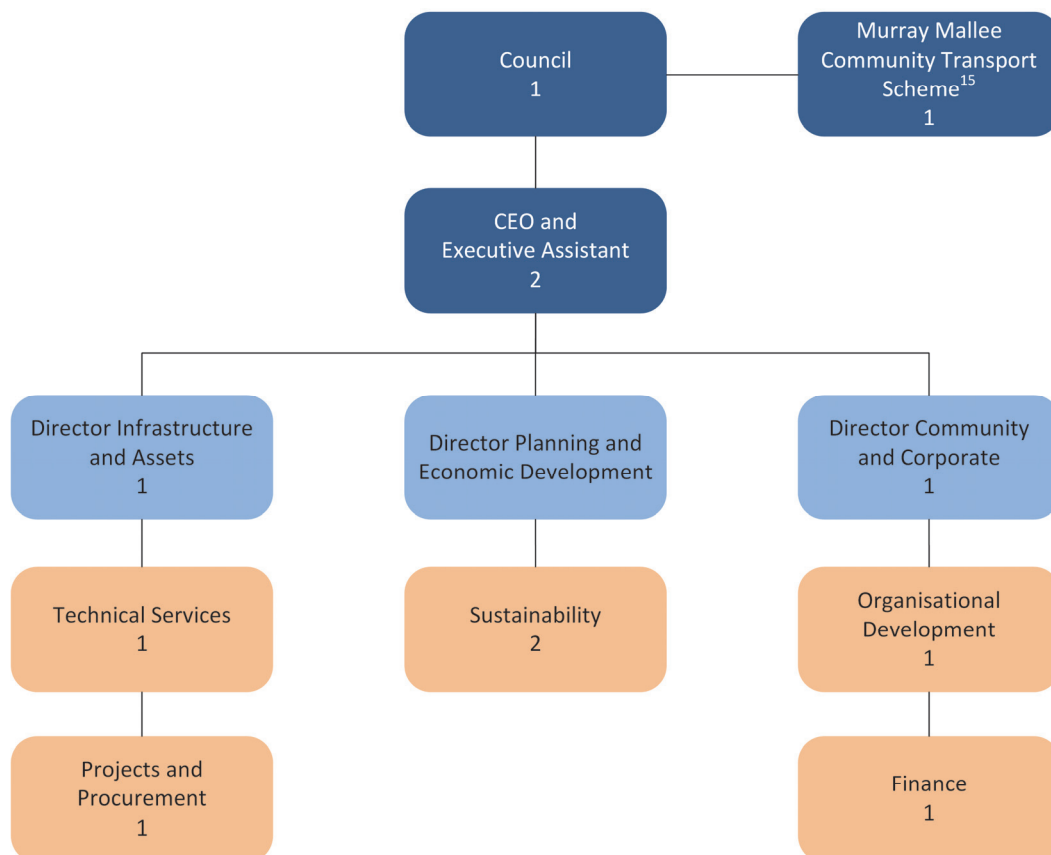 Council
1
Murray Mallee
Community Transport
Scheme15
1
CEO and
Executive Assistant
2
Director Infrastructure
and Assets
1
Director Planning and
Economic Development
Director Community
and Corporate
1
Technical Services
1
Sustainability
2
Organisational
Development
1
Projects and
Procurement
1
Finance
1